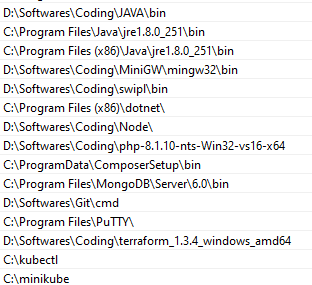 D:\Softwares\Coding\JAVA\bin
C:\Program Files\Java\jre1.8.0_251\bin
C:\Program Files (x86)\Java\jre1.8.0_251\bin
D:\Softwares\Coding\MiniGW\mingw32\bin
D:\Softwares\Coding\swipl\bin
C:\Program Files (x86)\dotnet\
D:\Softwares\Coding\Node\
D:\Softwares\Coding\php-8.1.10-nts-Win32-vs16-x64
C:\ProgramData\ComposerSetup\bin
C:\Program Files\MongoDB\Server\6.0\bin
D:\Softwares\Git\cmd
C:\Program Files\PuTTY\
D:\Softwares\Coding\terraform_1.3.4_windows_amd64
C:\kubectl
C:\minikube